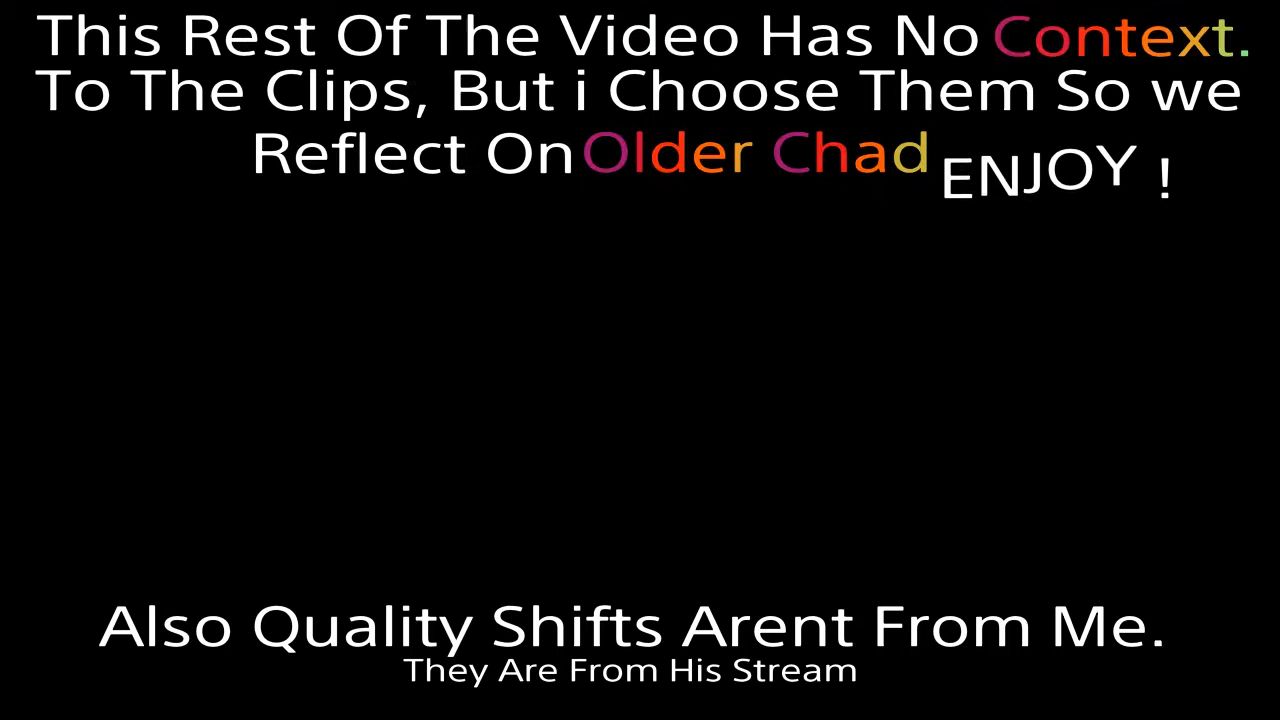 This Rest Of The Video Has No Context.
To The Clips, But i Choose Them So we
Reflect On Older Chad ENJOY !
Also Quality Shifts Arent From Me.
They Are From His Stream